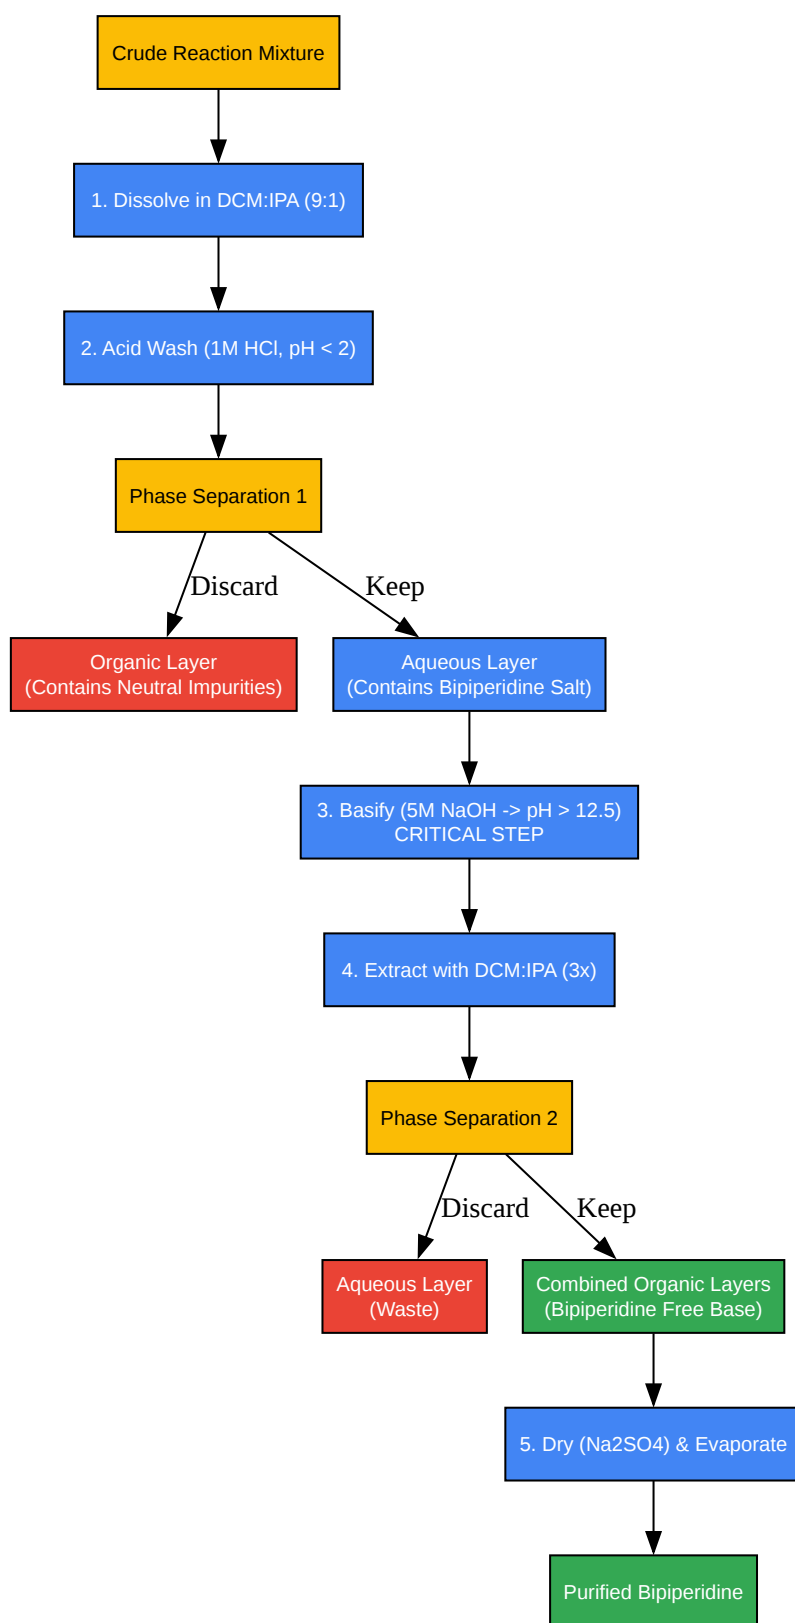 Crude Reaction Mixture
1. Dissolve in DCM:IPA (9:1)
2. Acid Wash (1M HCl, pH < 2)
Phase Separation 1
Discard
Keep
Organic Layer
(Contains Neutral Impurities)
Aqueous Layer
(Contains Bipiperidine Salt)
3. Basify (5M NaOH -> pH > 12.5)
CRITICAL STEP
4. Extract with DCM:IPA (3x)
Phase Separation 2
Discard
Keep
Aqueous Layer
(Waste)
Combined Organic Layers
(Bipiperidine Free Base)
5. Dry (Na2SO4) & Evaporate
Purified Bipiperidine